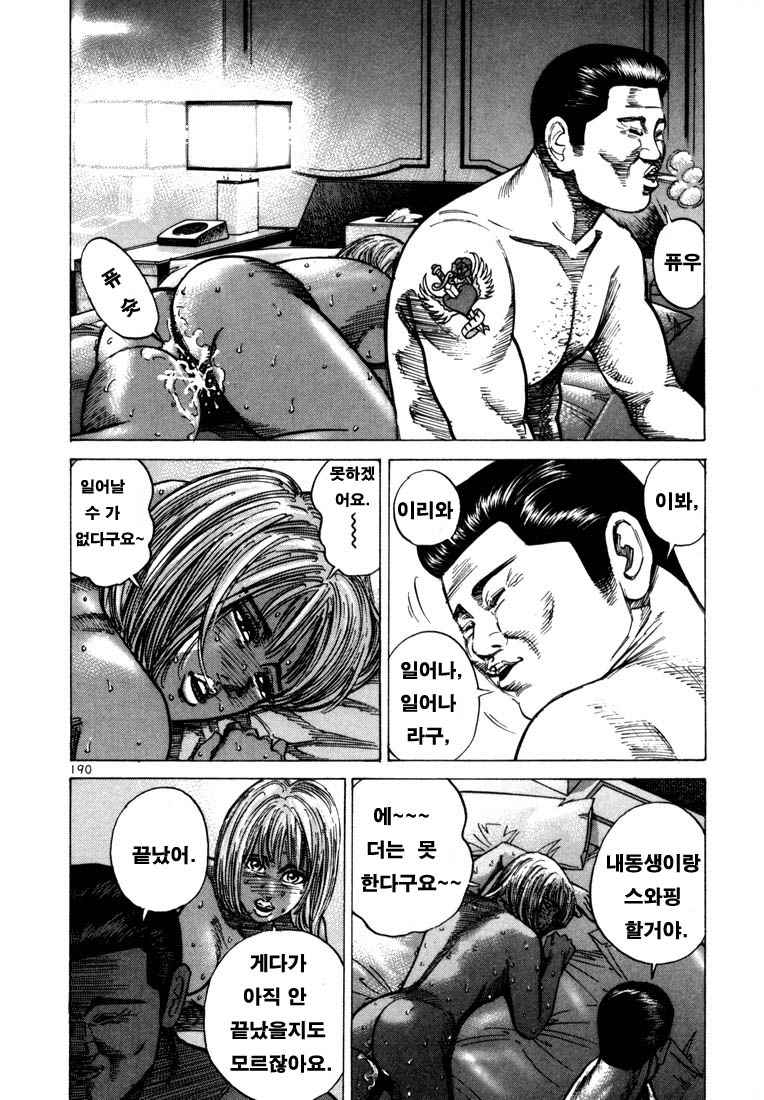 퓨우
퓨
슛
이봐,
이리와
일어나,
일어나
라구,
못하겠
어요.
일어날
수 가
없다구요~
190
내동생이랑
스와핑
할거야.
에~~~
더는 못
한다구요~~
끝났어.
게다가
아직 안
끝났을지도
모르잖아요.